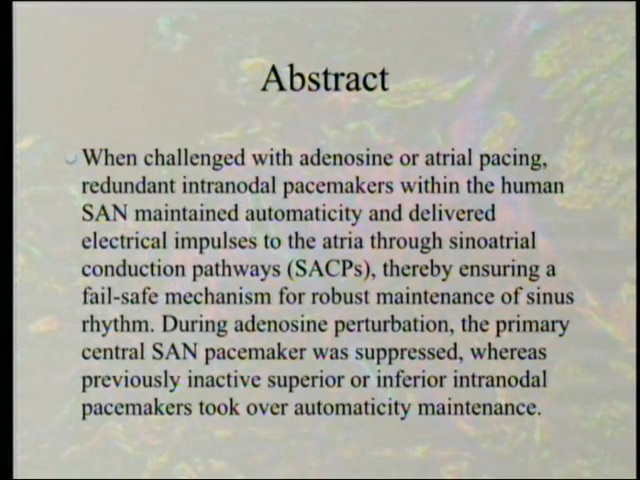 Abstract
When challenged with adenosine or atrial pacing,
redundant intranodal pacemakers within the human
SAN maintained automaticity and delivered
electrical impulses to the atria through sinoatrial
conduction pathways (SACPs), thereby ensuring a
fail-safe mechanism for robust maintenance of sinus
rhythm. During adenosine perturbation, the primary
central SAN pacemaker was suppressed, whereas
previously inactive superior or inferior intranodal
pacemakers took over automaticity maintenance.